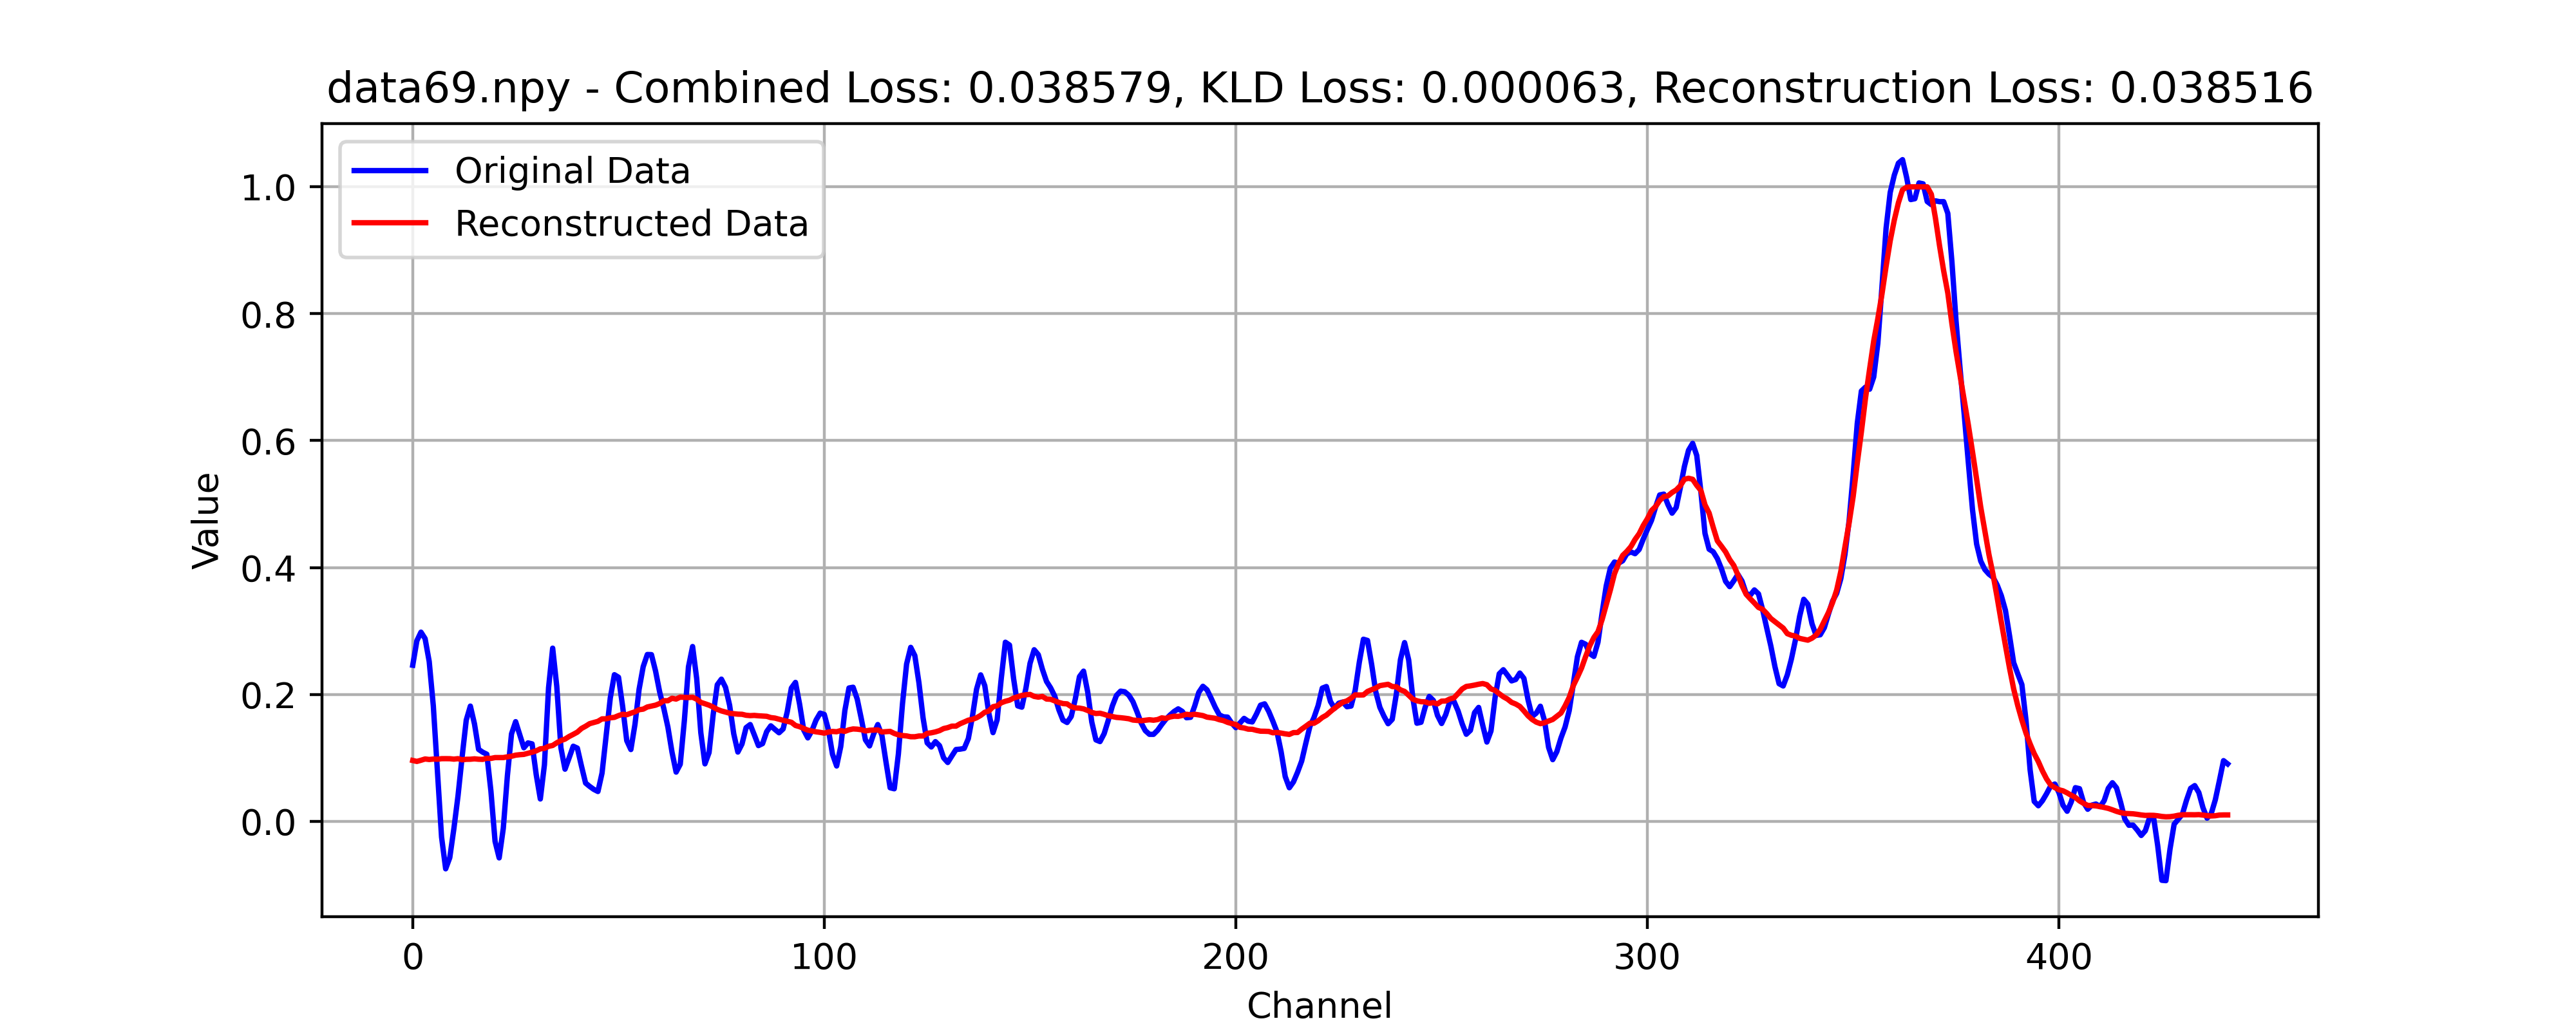 data69.npy - Combined Loss: 0.038579, KLD Loss: 0.000063, Reconstruction Loss: 0.038516
Original Data
Reconstructed Data
1.0
0.8
0.6
0.4
0.2
0.0
Value
0 100 200 300 400
Channel